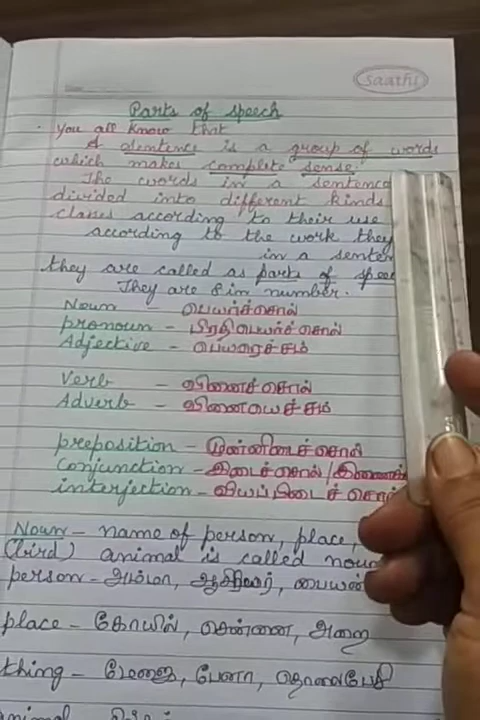 saathi
Parts of speech
. You all know that
A sentence is a group of words
which makes complete sense.
The words in a sentence
divided into different kinds
classes according to their use
according to the work they
in a senten
they are called as parts of spee
They are 8 in number.
Noun - பெயர்ச்சொல்
pronoun - பிரதிபெயர்ச்சொல்
Adjective - பெயரைச்சம்
Verb - வினைச்சொல்
Adverb - வினையைச்சம்
preposition - முன்னிடைச்சொல்
Conjunction - இடைச்சொல்/இணைக்
interjection - வியப்பிடைச் சொ
Noun - name of person, place,
(bird) animal is called noun
person - அம்மா, ஆசிரியர், பையன்
place - கோயில், சென்னை, அறை
thing - மேஜை, பேனா, தொலைபேசி
animal